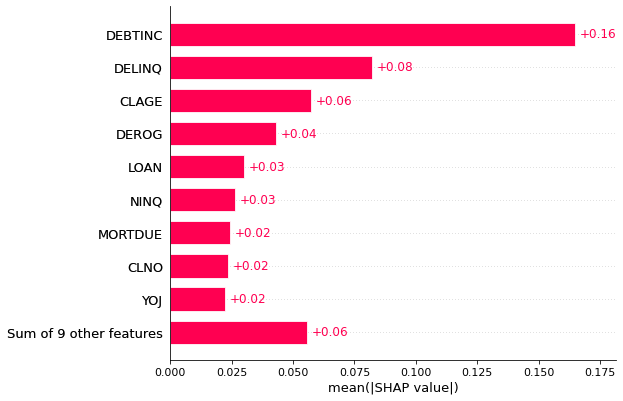 DEBTINC +0.16
DELINQ +0.08
CLAGE +0.06
DEROG +0.04
LOAN +0.03
NINQ +0.03
MORTDUE +0.02
CLNO +0.02
YOJ +0.02
Sum of 9 other features +0.06
0.000 0.025 0.050 0.075 0.100 0.125 0.150 0.175
mean(|SHAP value|)